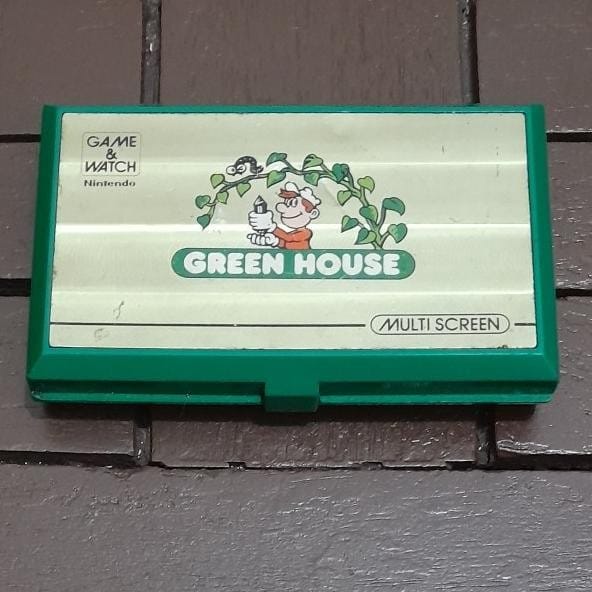 GAME
&
WATCH
Nintendo
GREEN HOUSE
MULTI SCREEN